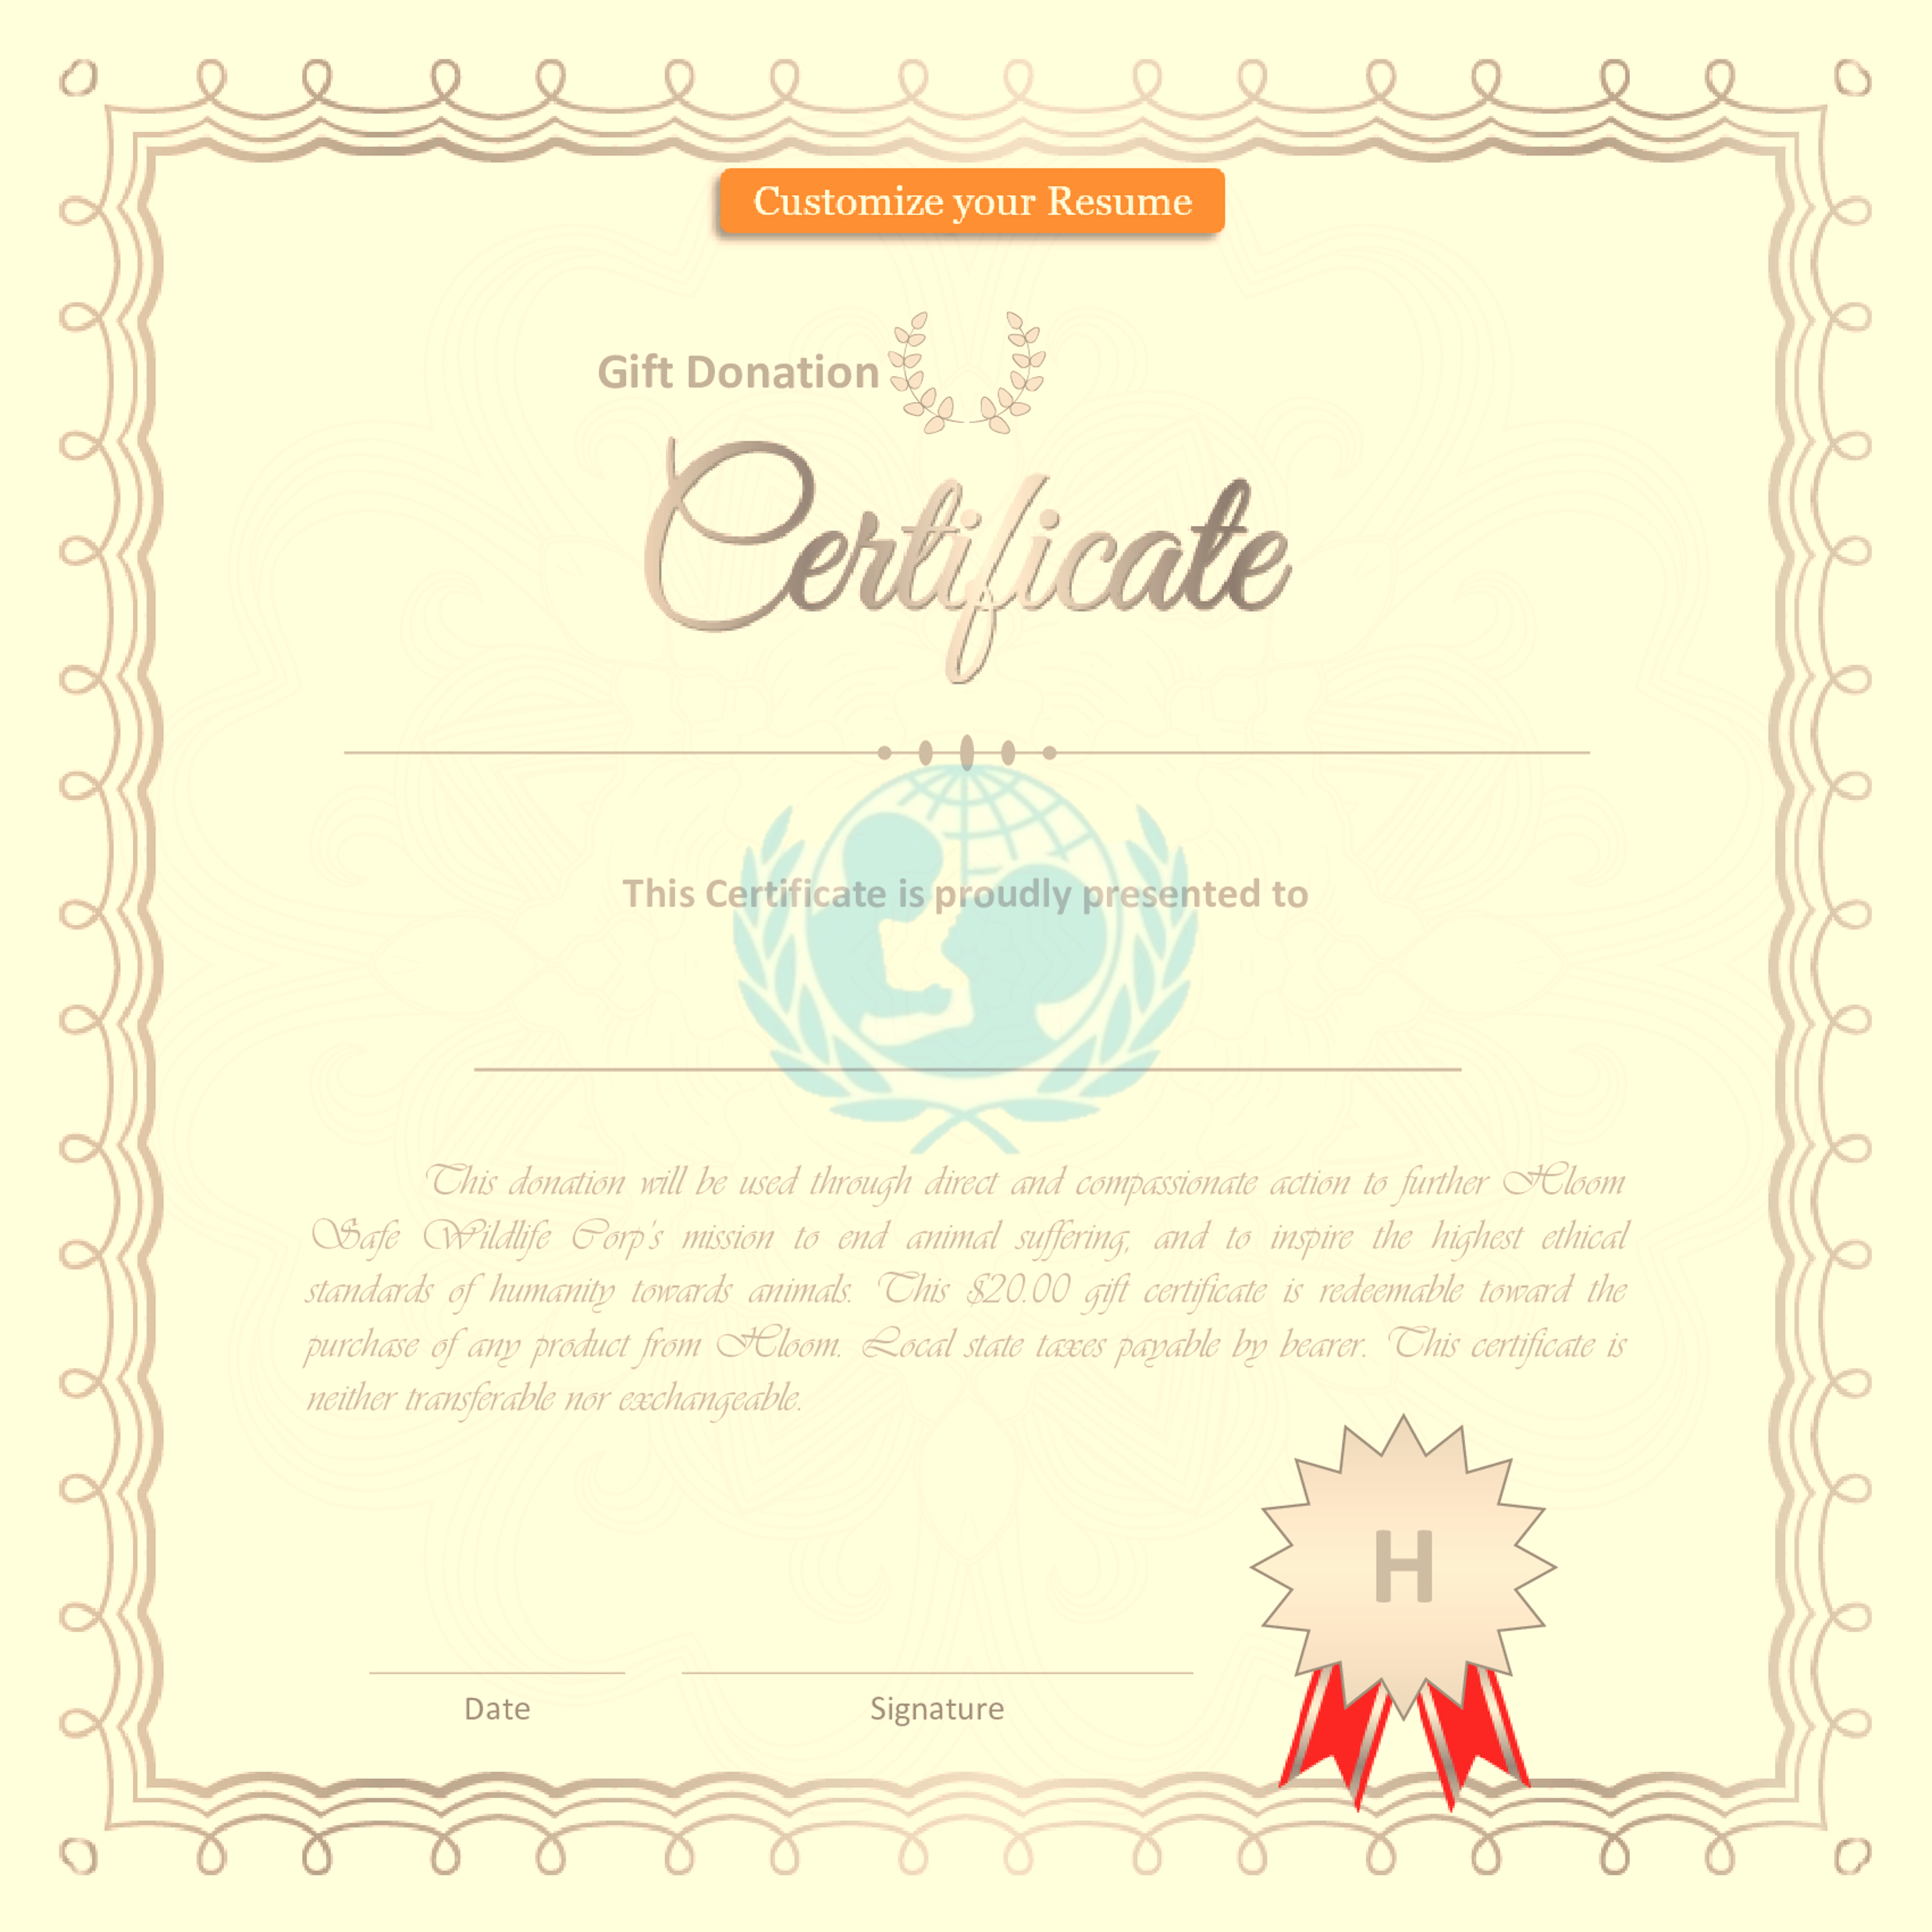 Customize your Resume
Gift Donation
Certificate
This Certificate is proudly presented to
This donation will be used through direct and compassionate action to further Hloom
Safe Wildlife Corp's mission to end animal suffering, and to inspire the highest ethical
standards of humanity towards animals. This $20.00 gift certificate is redeemable toward the
purchase of any product from Hloom. Local state taxes payable by bearer. This certificate is
neither transferable nor exchangeable.
H
Date
Signature